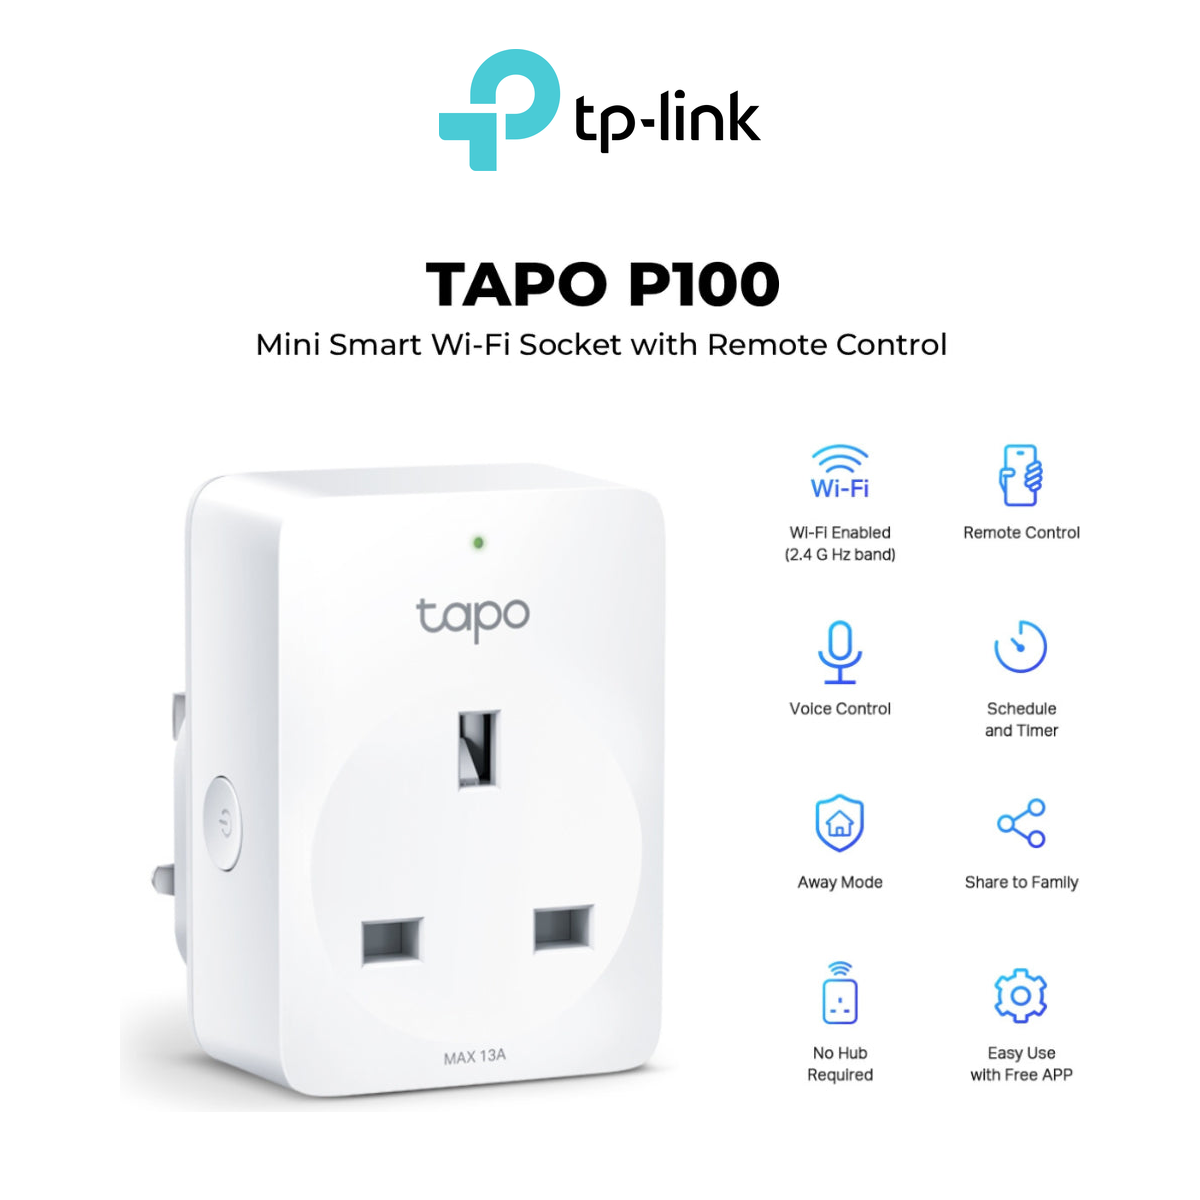 tp-link
TAPO P100
Mini Smart Wi-Fi Socket with Remote Control
tapo
MAX 13A
Wi-Fi
Wi-Fi Enabled
(2.4 G Hz band)
Remote Control
Voice Control
Schedule
and Timer
Away Mode
Share to Family
No Hub
Required
Easy Use
with Free APP